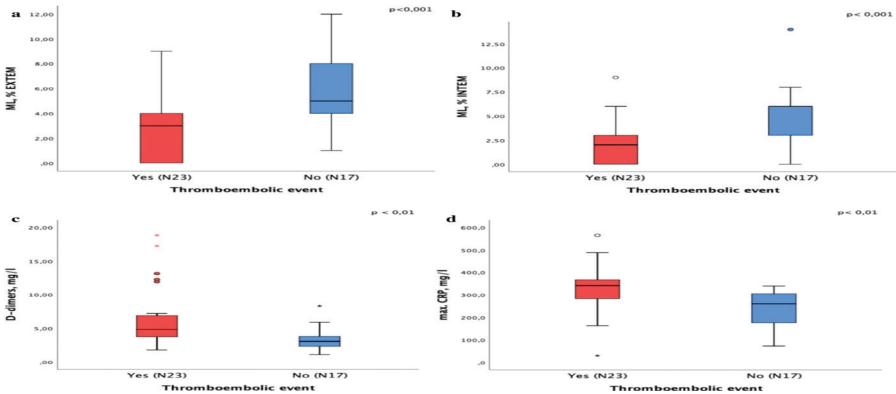 a
p<0,001
12,00
10,00
8,00
6,00
4,00
2,00
,00
ML, % EXTEM
Yes (N23)
No (N17)
Thromboembolic event
b
p< 0,001
12,50
10,00
7,50
5,00
2,50
,00
ML, % INTEM
Yes (N23)
No (N17)
Thromboembolic event
c
p < 0,01
20,00
15,00
10,00
5,00
,00
D-dimers, mg/l
Yes (N23)
No (N17)
Thromboembolic event
d
p < 0,01
600,0
500,0
400,0
300,0
200,0
100,0
,0
max. CRP, mg/l
Yes (N23)
No (N17)
Thromboembolic event